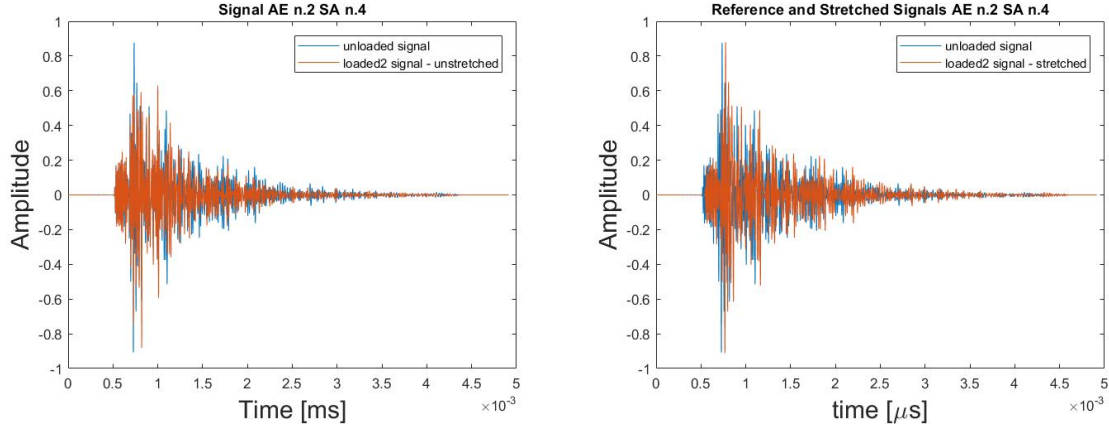 Signal AE n.2 SA n.4
unloaded signal
loaded2 signal - unstretched
Amplitude
1
0.8
0.6
0.4
0.2
0
-0.2
-0.4
-0.6
-0.8
-1
0 0.5 1 1.5 2 2.5 3 3.5 4 4.5 5
×10-3
Time [ms]
Reference and Stretched Signals AE n.2 SA n.4
unloaded signal
loaded2 signal - stretched
Amplitude
1
0.8
0.6
0.4
0.2
0
-0.2
-0.4
-0.6
-0.8
-1
0 0.5 1 1.5 2 2.5 3 3.5 4 4.5 5
×10-3
time [μs]